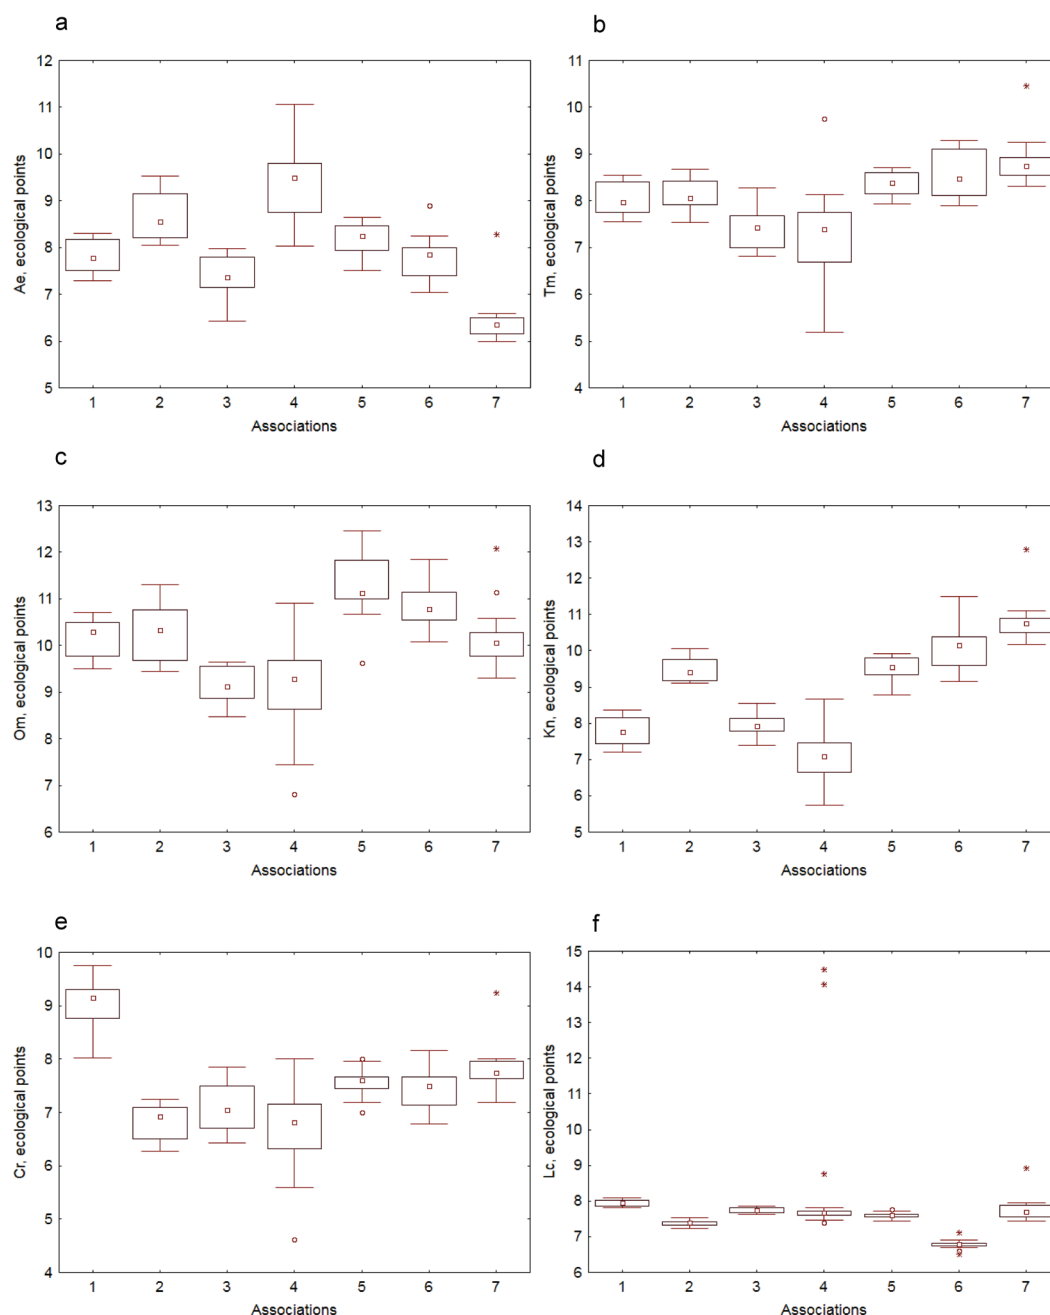 a
b
12
11
10
9
8
7
6
5
Ae, ecological points
1 2 3 4 5 6 7
Associations
11
10
9
8
7
6
5
4
Tm, ecological points
1 2 3 4 5 6 7
Associations
c
d
13
12
11
10
9
8
7
6
Om, ecological points
1 2 3 4 5 6 7
Associations
14
13
12
11
10
9
8
7
6
5
Kn, ecological points
1 2 3 4 5 6 7
Associations
e
f
10
9
8
7
6
5
4
Cr, ecological points
1 2 3 4 5 6 7
Associations
15
14
13
12
11
10
9
8
7
6
Lc, ecological points
1 2 3 4 5 6 7
Associations